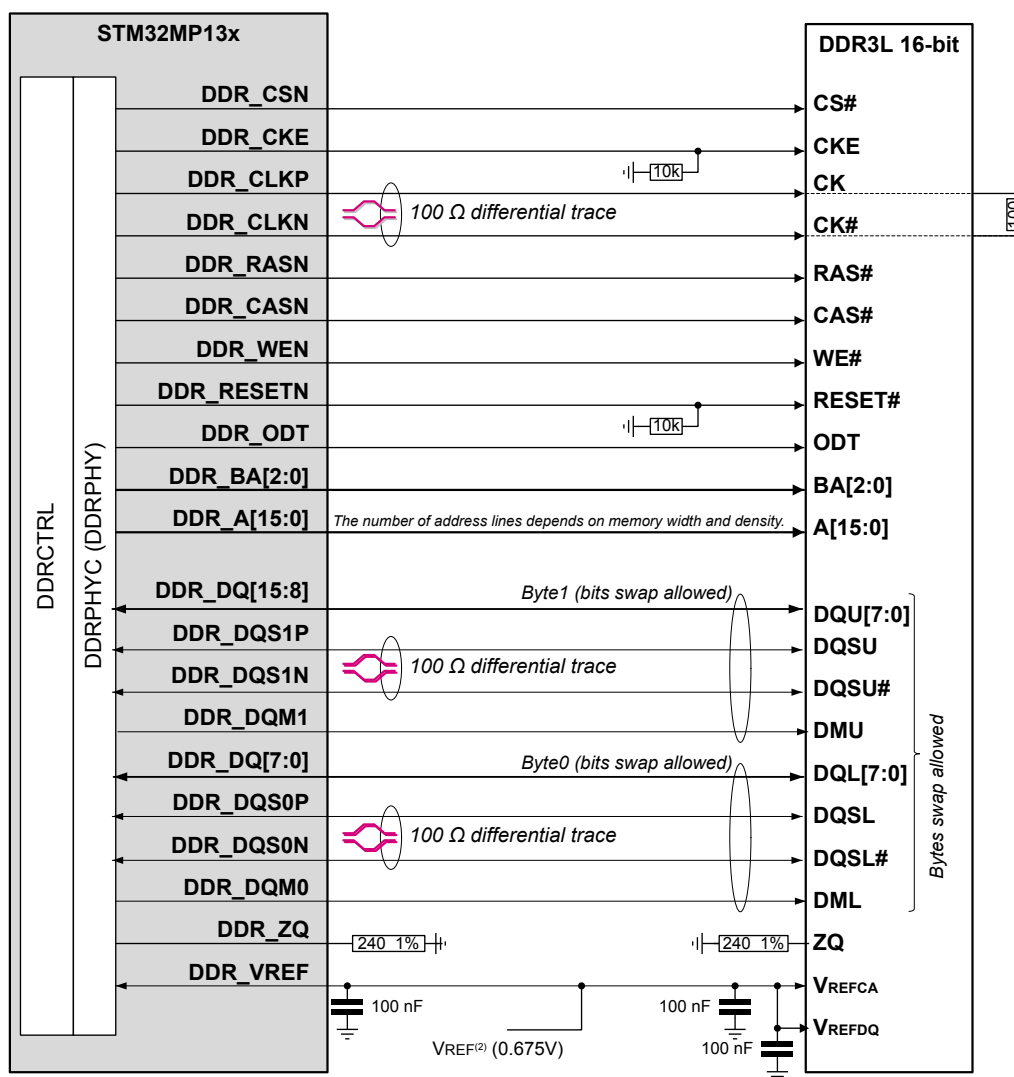 STM32MP13x
DDR3L 16-bit
DDRCTRL
DDRPHYC (DDRPHY)
DDR_CSN
CS#
DDR_CKE
CKE
10k
DDR_CLKP
CK
100 Ω differential trace
100
DDR_CLKN
CK#
DDR_RASN
RAS#
DDR_CASN
CAS#
DDR_WEN
WE#
DDR_RESETN
RESET#
10k
DDR_ODT
ODT
DDR_BA[2:0]
BA[2:0]
DDR_A[15:0]
The number of address lines depends on memory width and density.
A[15:0]
DDR_DQ[15:8]
Byte1 (bits swap allowed)
DQU[7:0]
DDR_DQS1P
DQSU
100 Ω differential trace
DDR_DQS1N
DQSU#
DDR_DQM1
DMU
DDR_DQ[7:0]
Byte0 (bits swap allowed)
DQL[7:0]
Bytes swap allowed
DDR_DQS0P
DQSL
100 Ω differential trace
DDR_DQS0N
DQSL#
DDR_DQM0
DML
DDR_ZQ
240 1%
240 1%
ZQ
DDR_VREF
VREFCA
100 nF
100 nF
VREFDQ
VREF(2) (0.675V)
100 nF